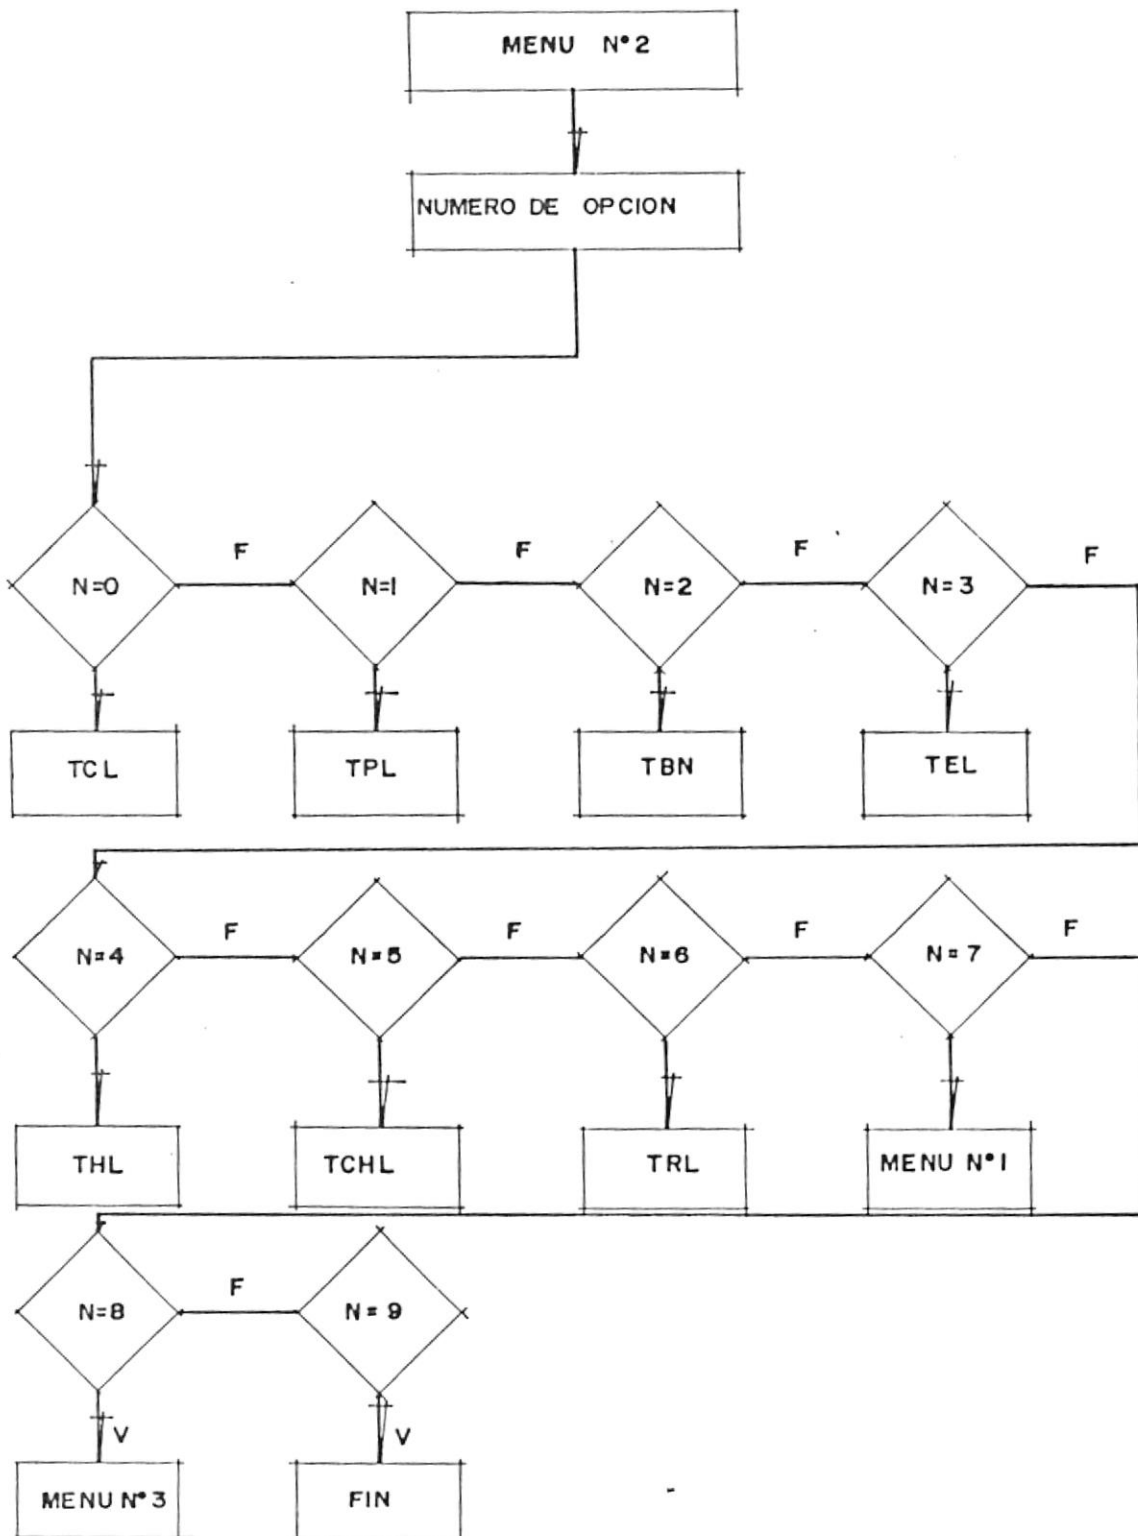 MENU N°2
NUMERO DE OPCION
F F F F
N=0 N=1 N=2 N=3
TCL TPL TBN TEL
F F F F
N=4 N=5 N=6 N=7
THL TCHL TRL MENU N°1
F
N=8 N=9
V V
MENU N°3 FIN